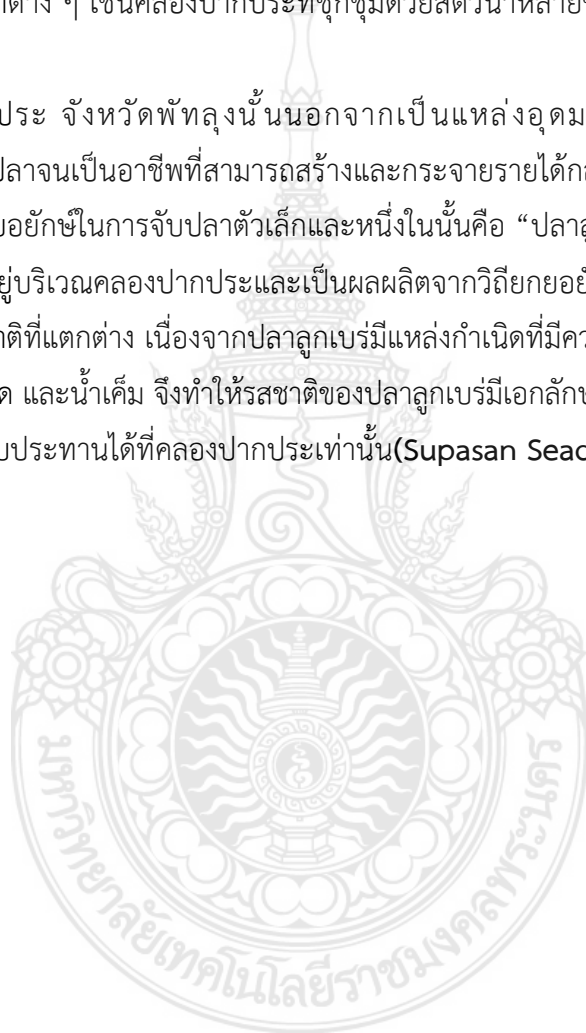 ต่าง ๆ เช่นคลองปากประที่ชุกชุมด้วยสัตว์น้ำหลาย
ประ จังหวัดพัทลุงนั้นนอกจากเป็นแหล่งอุดม
ปลาจนเป็นอาชีพที่สามารถสร้างและกระจายรายได้
ยอยักษ์ในการจับปลาตัวเล็กและหนึ่งในนั้นคือ “ปลา
อยู่บริเวณคลองปากประและเป็นผลผลิตจากวิถียกยอ
ชาติที่แตกต่าง เนื่องจากปลาลูกเบร่มีแหล่งกำเนิดที่มี
และน้ำเค็ม จึงทำให้รสชาติของปลาลูกเบร่มีเอกลักษ
ประทานได้ที่คลองปากประเท่านั้น(Supasan Seac
มหาวิทยาลัยเทคโนโลยีราชมงคลพระนคร